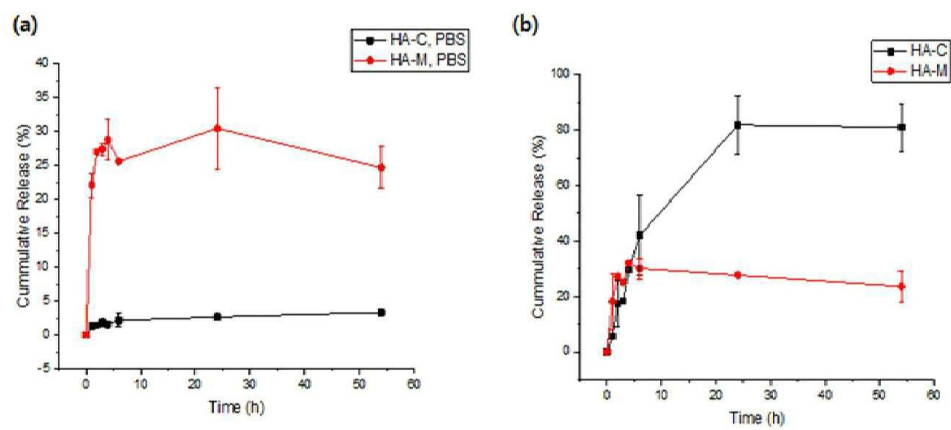 (a)
HA-C, PBS
HA-M, PBS
40
35
30
25
20
15
10
5
0
-5
Cummulative Release (%)
0 10 20 30 40 50 60
Time (h)
(b)
HA-C
HA-M
100
80
60
40
20
0
Cummulative Release (%)
0 10 20 30 40 50 60
Time (h)